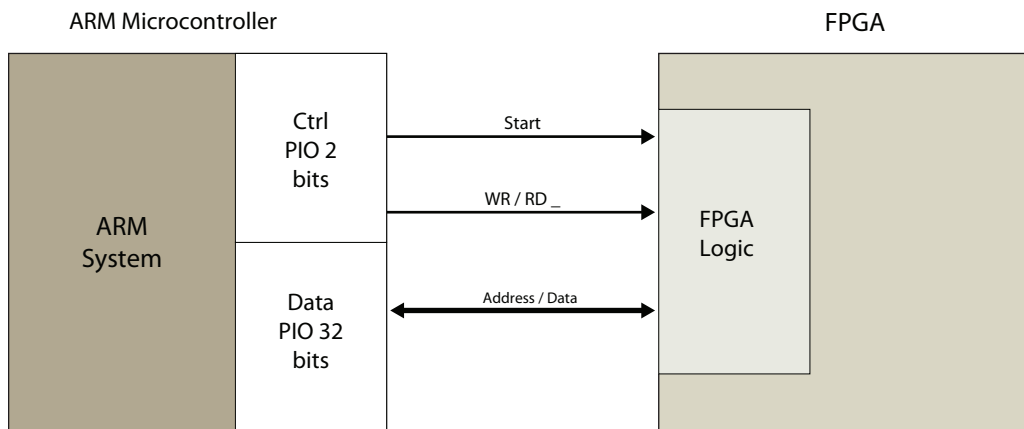 ARM Microcontroller
FPGA
ARM
System
Ctrl
PIO 2
bits
Data
PIO 32
bits
Start
WR / RD _
Address / Data
FPGA
Logic